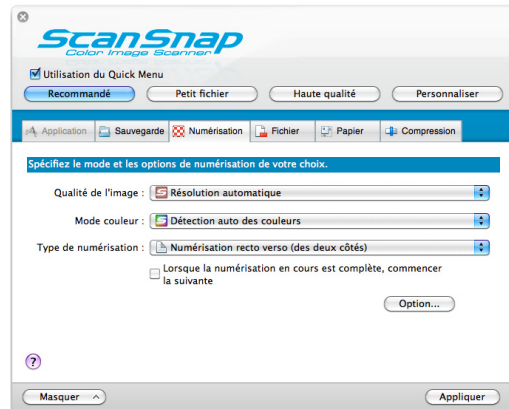 ScanSnap
Color Image Scanner
Utilisation du Quick Menu
Recommandé Petit fichier Haute qualité Personnaliser
Application Sauvegarde Numérisation Fichier Papier Compression
Spécifiez le mode et les options de numérisation de votre choix.
Qualité de l'image : Résolution automatique
Mode couleur : Détection auto des couleurs
Type de numérisation : Numérisation recto verso (des deux côtés)
Lorsque la numérisation en cours est complète, commencer
la suivante
Option...
?
Masquer Appliquer